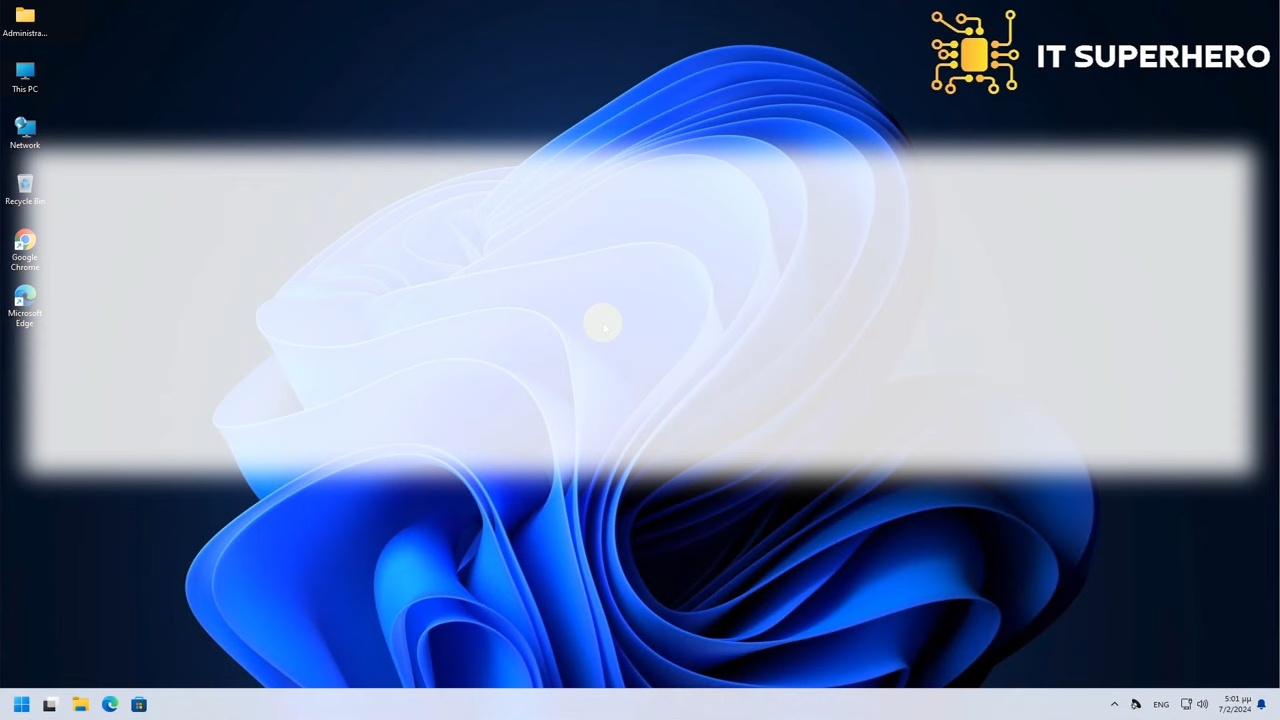 Administra...
IT SUPERHERO
This PC
Network
Recycle Bin
Google
Chrome
Microsoft
Edge
ENG
5:01 μμ
7/2/2024